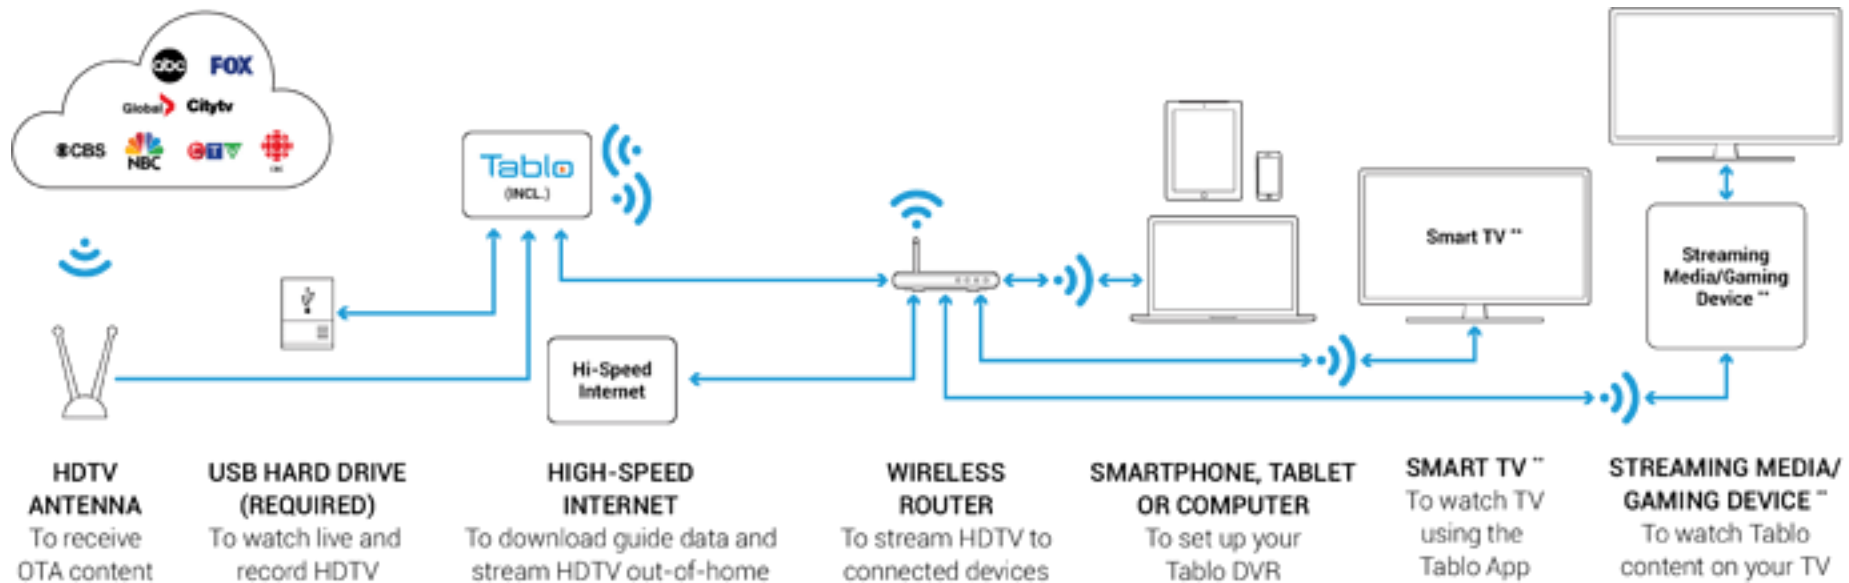 abc FOX
Global Citytv
CBS NBC CTV CBC
Tablo
(INCL.)
Smart TV **
Streaming
Media/Gaming
Device **
Hi-Speed
Internet
HDTV
ANTENNA
To receive
OTA content
USB HARD DRIVE
(REQUIRED)
To watch live and
record HDTV
HIGH-SPEED
INTERNET
To download guide data and
stream HDTV out-of-home
WIRELESS
ROUTER
To stream HDTV to
connected devices
SMARTPHONE, TABLET
OR COMPUTER
To set up your
Tablo DVR
SMART TV **
To watch TV
using the
Tablo App
STREAMING MEDIA/
GAMING DEVICE **
To watch Tablo
content on your TV